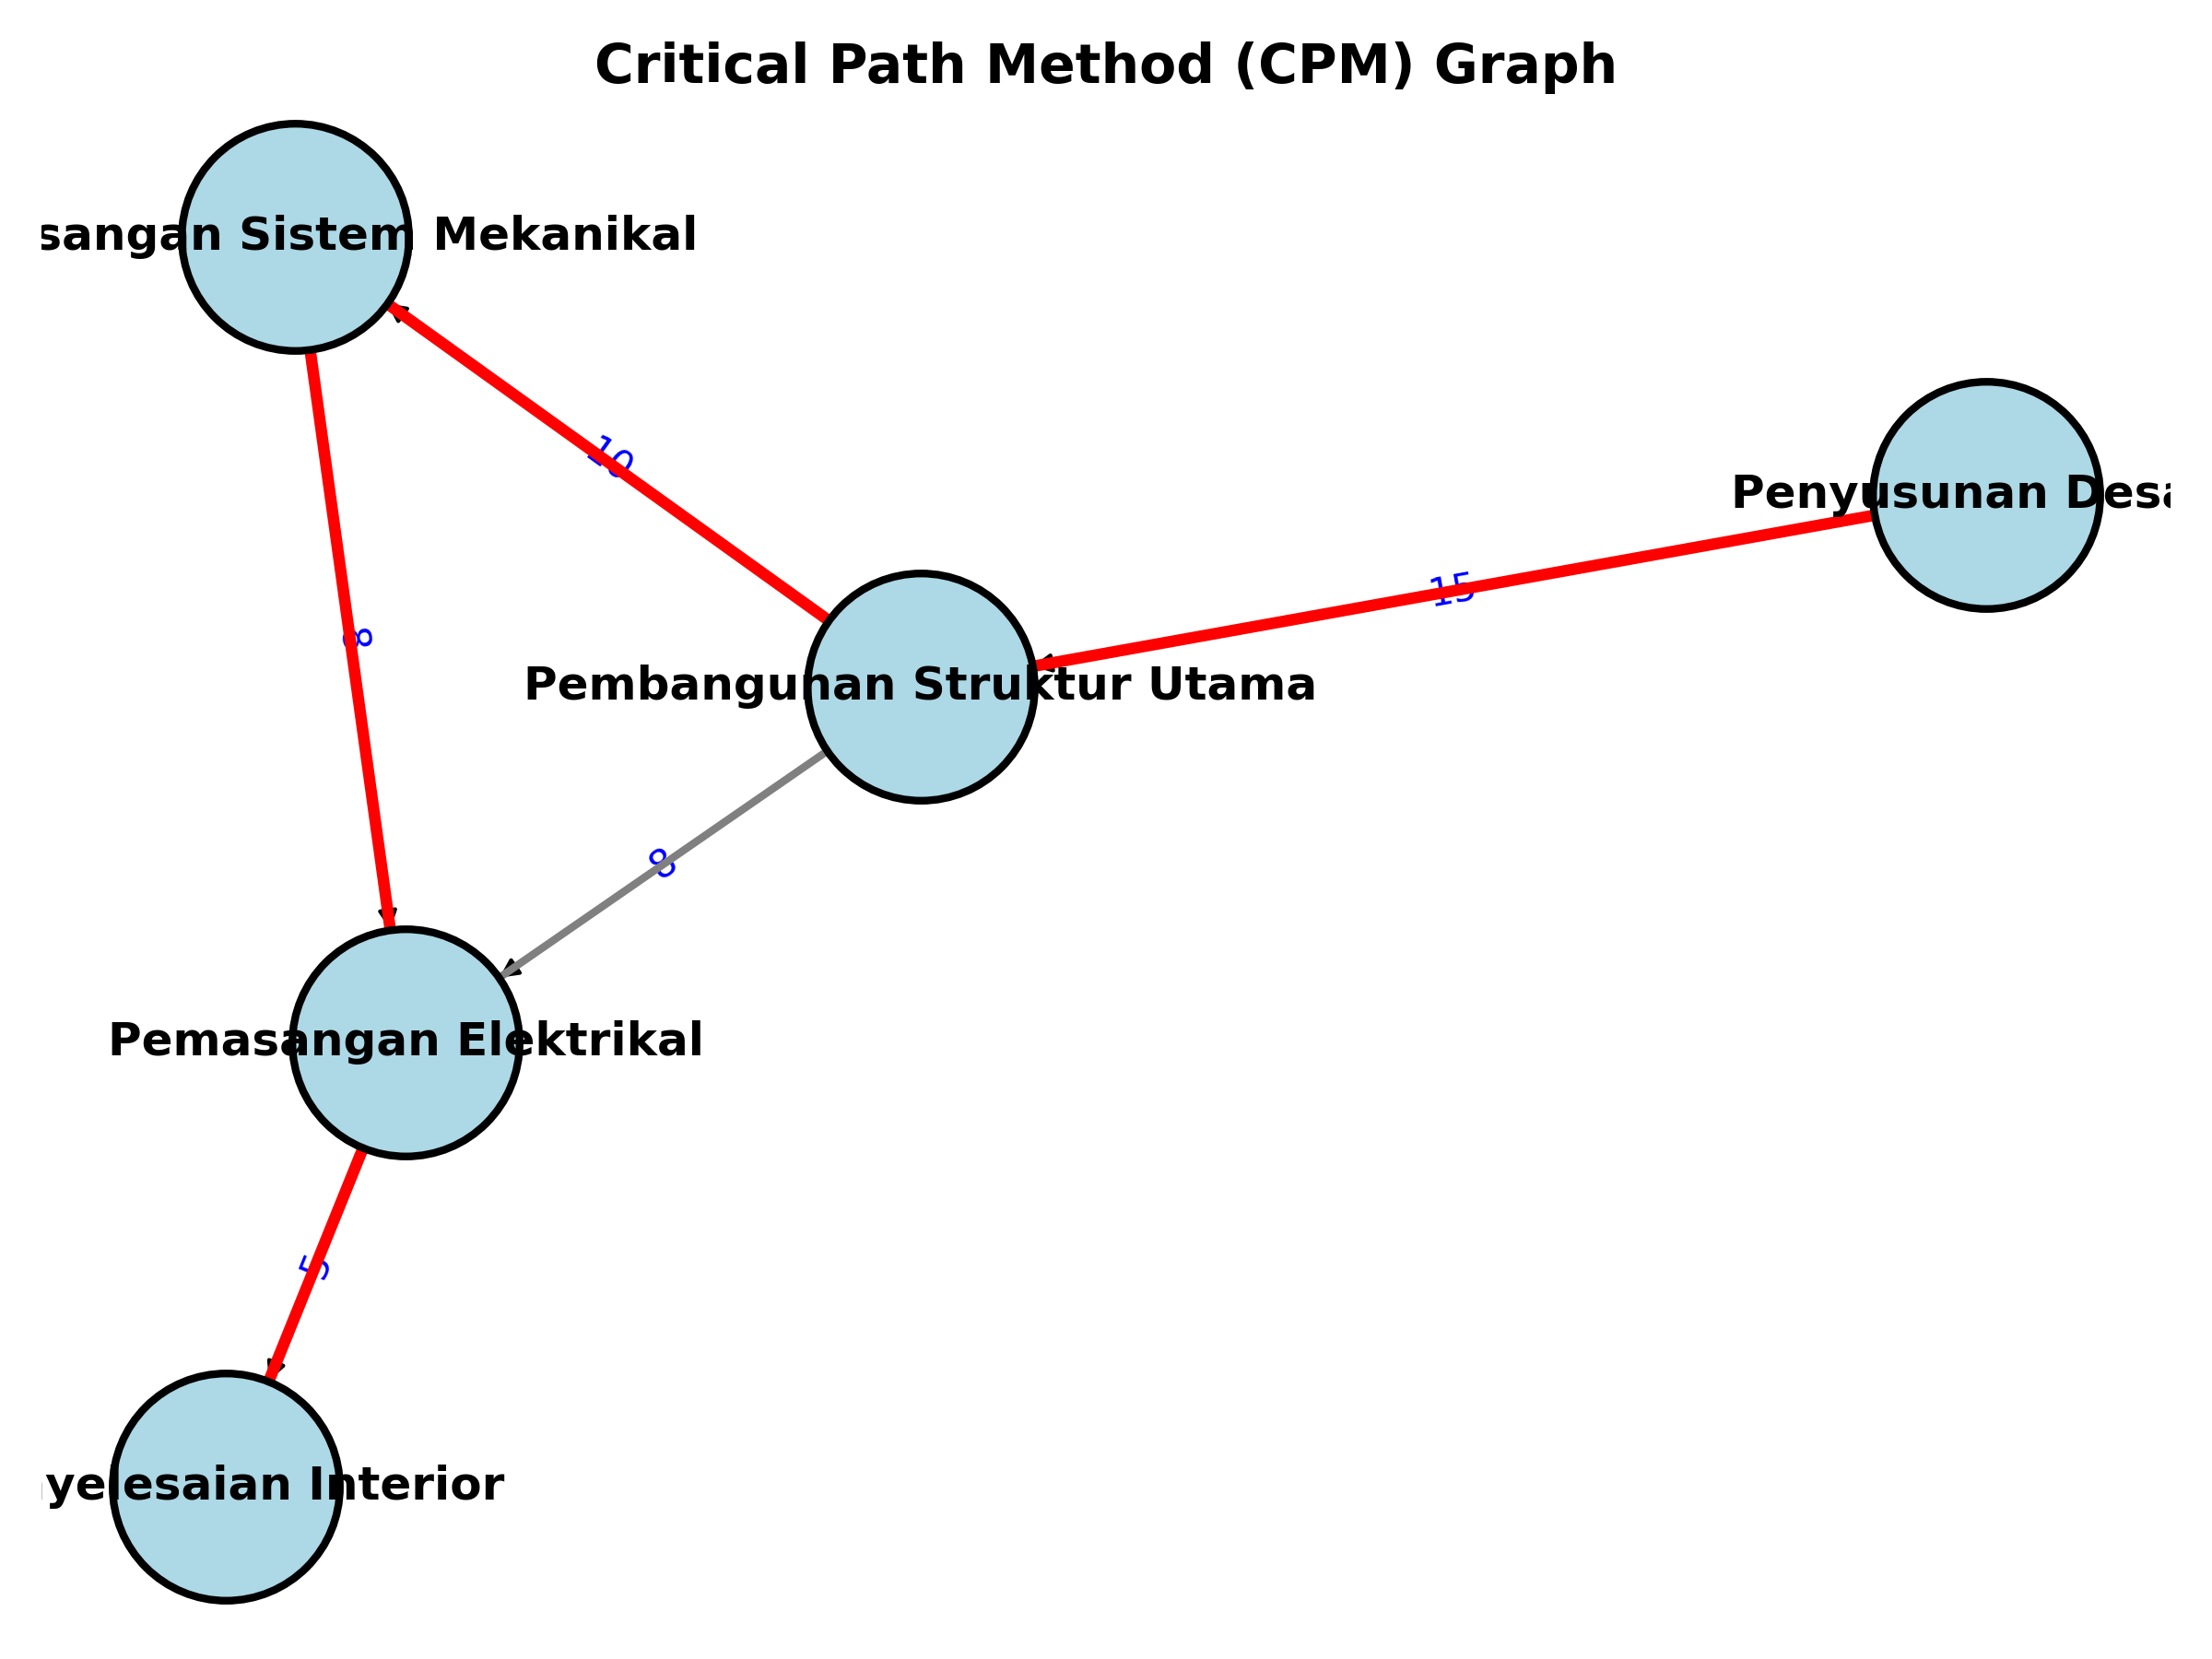 Critical Path Method (CPM) Graph
sangan Sistem Mekanikal
10
Penyusunan Desa
15
8
Pembangunan Struktur Utama
8
Pemasangan Elektrikal
5
yelesaian Interior